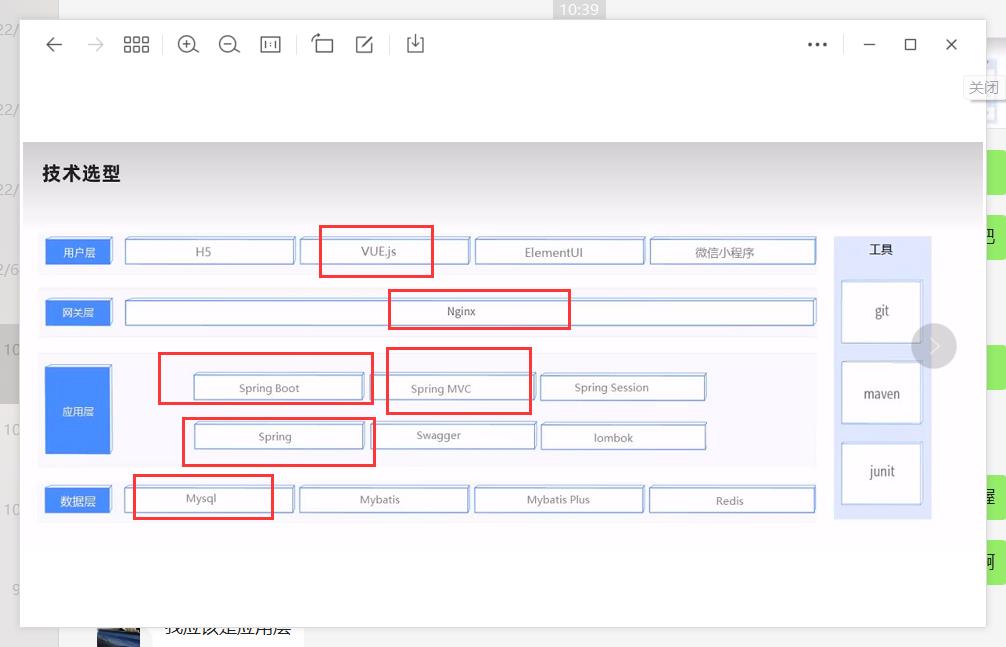 10:39
关闭
技术选型
用户层
H5
VUE.js
ElementUI
微信小程序
工具
网关层
Nginx
git
应用层
Spring Boot
Spring MVC
Spring Session
maven
Spring
Swagger
lombok
junit
数据层
Mysql
Mybatis
Mybatis Plus
Redis
我应该是应用层